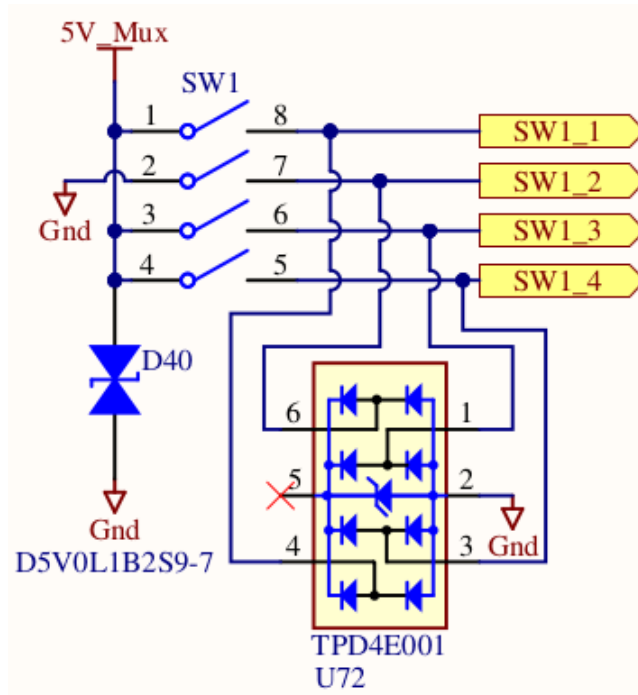 5V_Mux
SW1
1 8 SW1_1
2 7 SW1_2
Gnd
3 6 SW1_3
4 5 SW1_4
D40
6 1
5 2
Gnd Gnd
D5V0L1B2S9-7
4 3
TPD4E001
U72